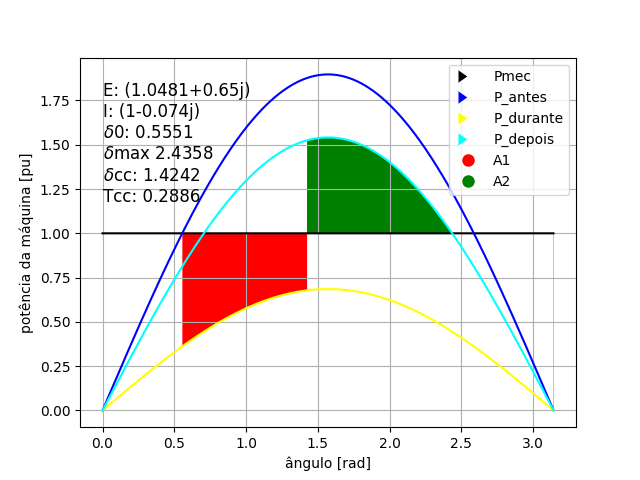 E: (1.0481+0.65j)
I: (1-0.074j)
δ0: 0.5551
δmax 2.4358
δcc: 1.4242
Tcc: 0.2886
Pmec
P_antes
P_durante
P_depois
A1
A2
potência da máquina [pu]
1.75
1.50
1.25
1.00
0.75
0.50
0.25
0.00
0.0 0.5 1.0 1.5 2.0 2.5 3.0
ângulo [rad]